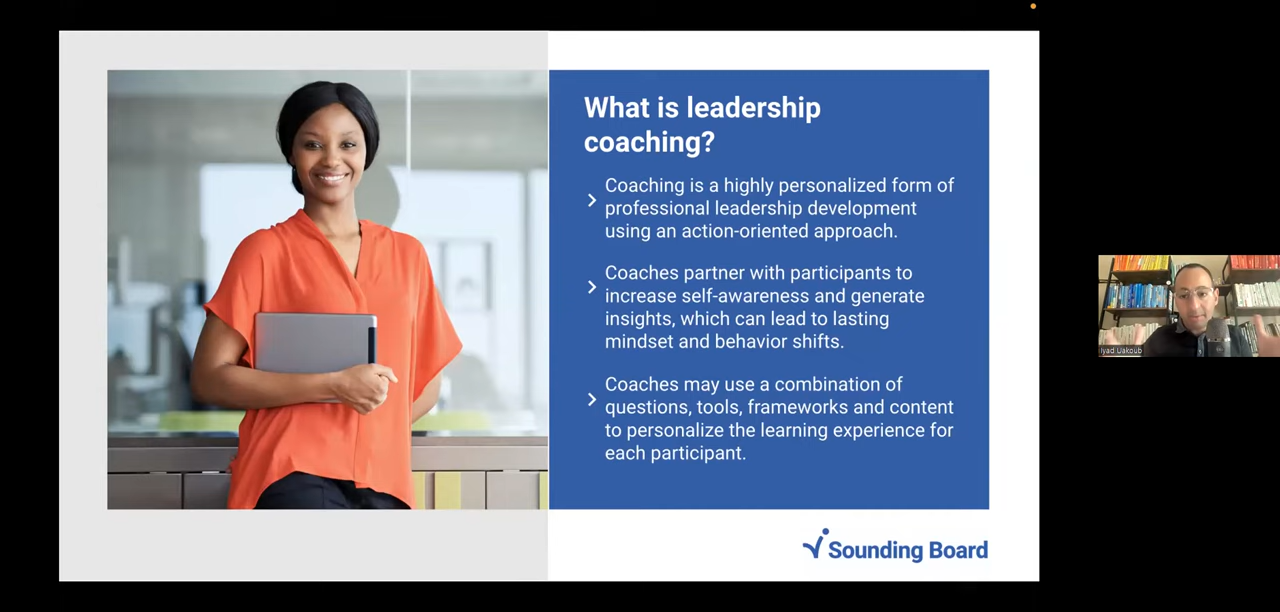 What is leadership
coaching?
Coaching is a highly personalized form of
professional leadership development
using an action-oriented approach.
Coaches partner with participants to
increase self-awareness and generate
insights, which can lead to lasting
mindset and behavior shifts.
Coaches may use a combination of
questions, tools, frameworks and content
to personalize the learning experience for
each participant.
Sounding Board
Iyad Uakoub